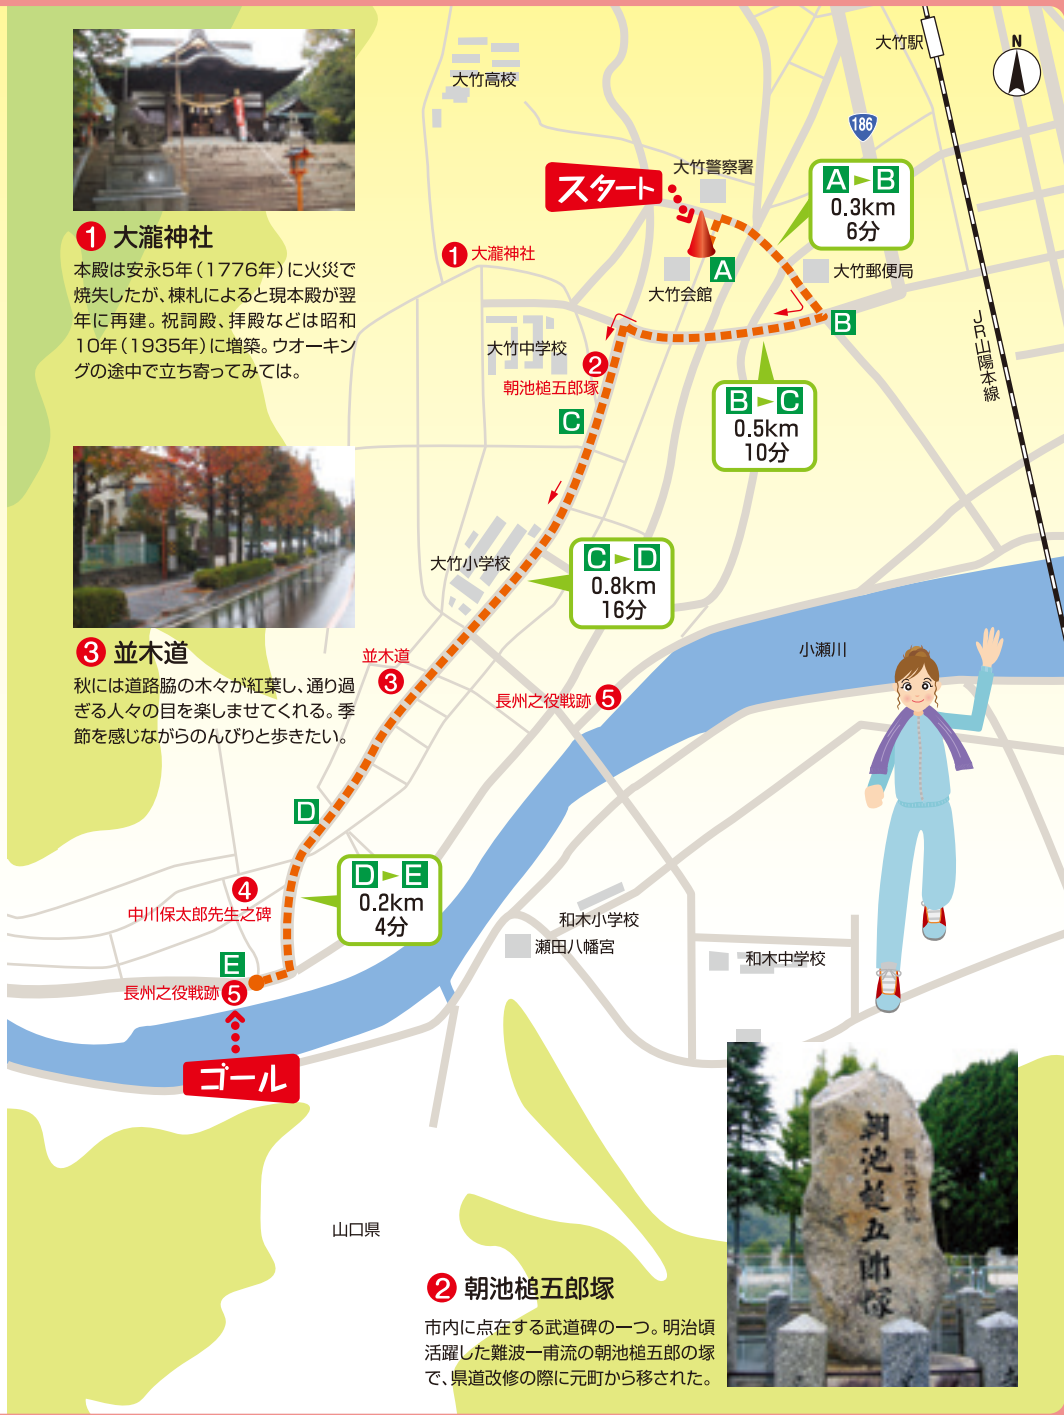 大竹駅
N
大竹高校
186
大竹警察署
スタート
A B
0.3km
6分
1 大瀧神社
本殿は安永5年(1776年)に火災で
焼失したが、棟札によると現本殿が翌
年に再建。祝詞殿、拝殿などは昭和
10年(1935年)に増築。ウオーキン
グの途中で立ち寄ってみては。
1 大瀧神社
A
大竹会館
大竹郵便局
B
JR山陽本線
大竹中学校
2
朝池槌五郎塚
C
B C
0.5km
10分
大竹小学校
C D
0.8km
16分
3 並木道
秋には道路脇の木々が紅葉し、通り過
ぎる人々の目を楽しませてくれる。季
節を感じながらのんびりと歩きたい。
並木道
3
小瀬川
長州之役戦跡 5
D
D E
0.2km
4分
4
中川保太郎先生之碑
和木小学校
瀬田八幡宮
和木中学校
E
長州之役戦跡 5
ゴール
山口県
朝池槌五郎塚
2 朝池槌五郎塚
市内に点在する武道碑の一つ。明治頃
活躍した難波一甫流の朝池槌五郎の塚
で、県道改修の際に元町から移された。